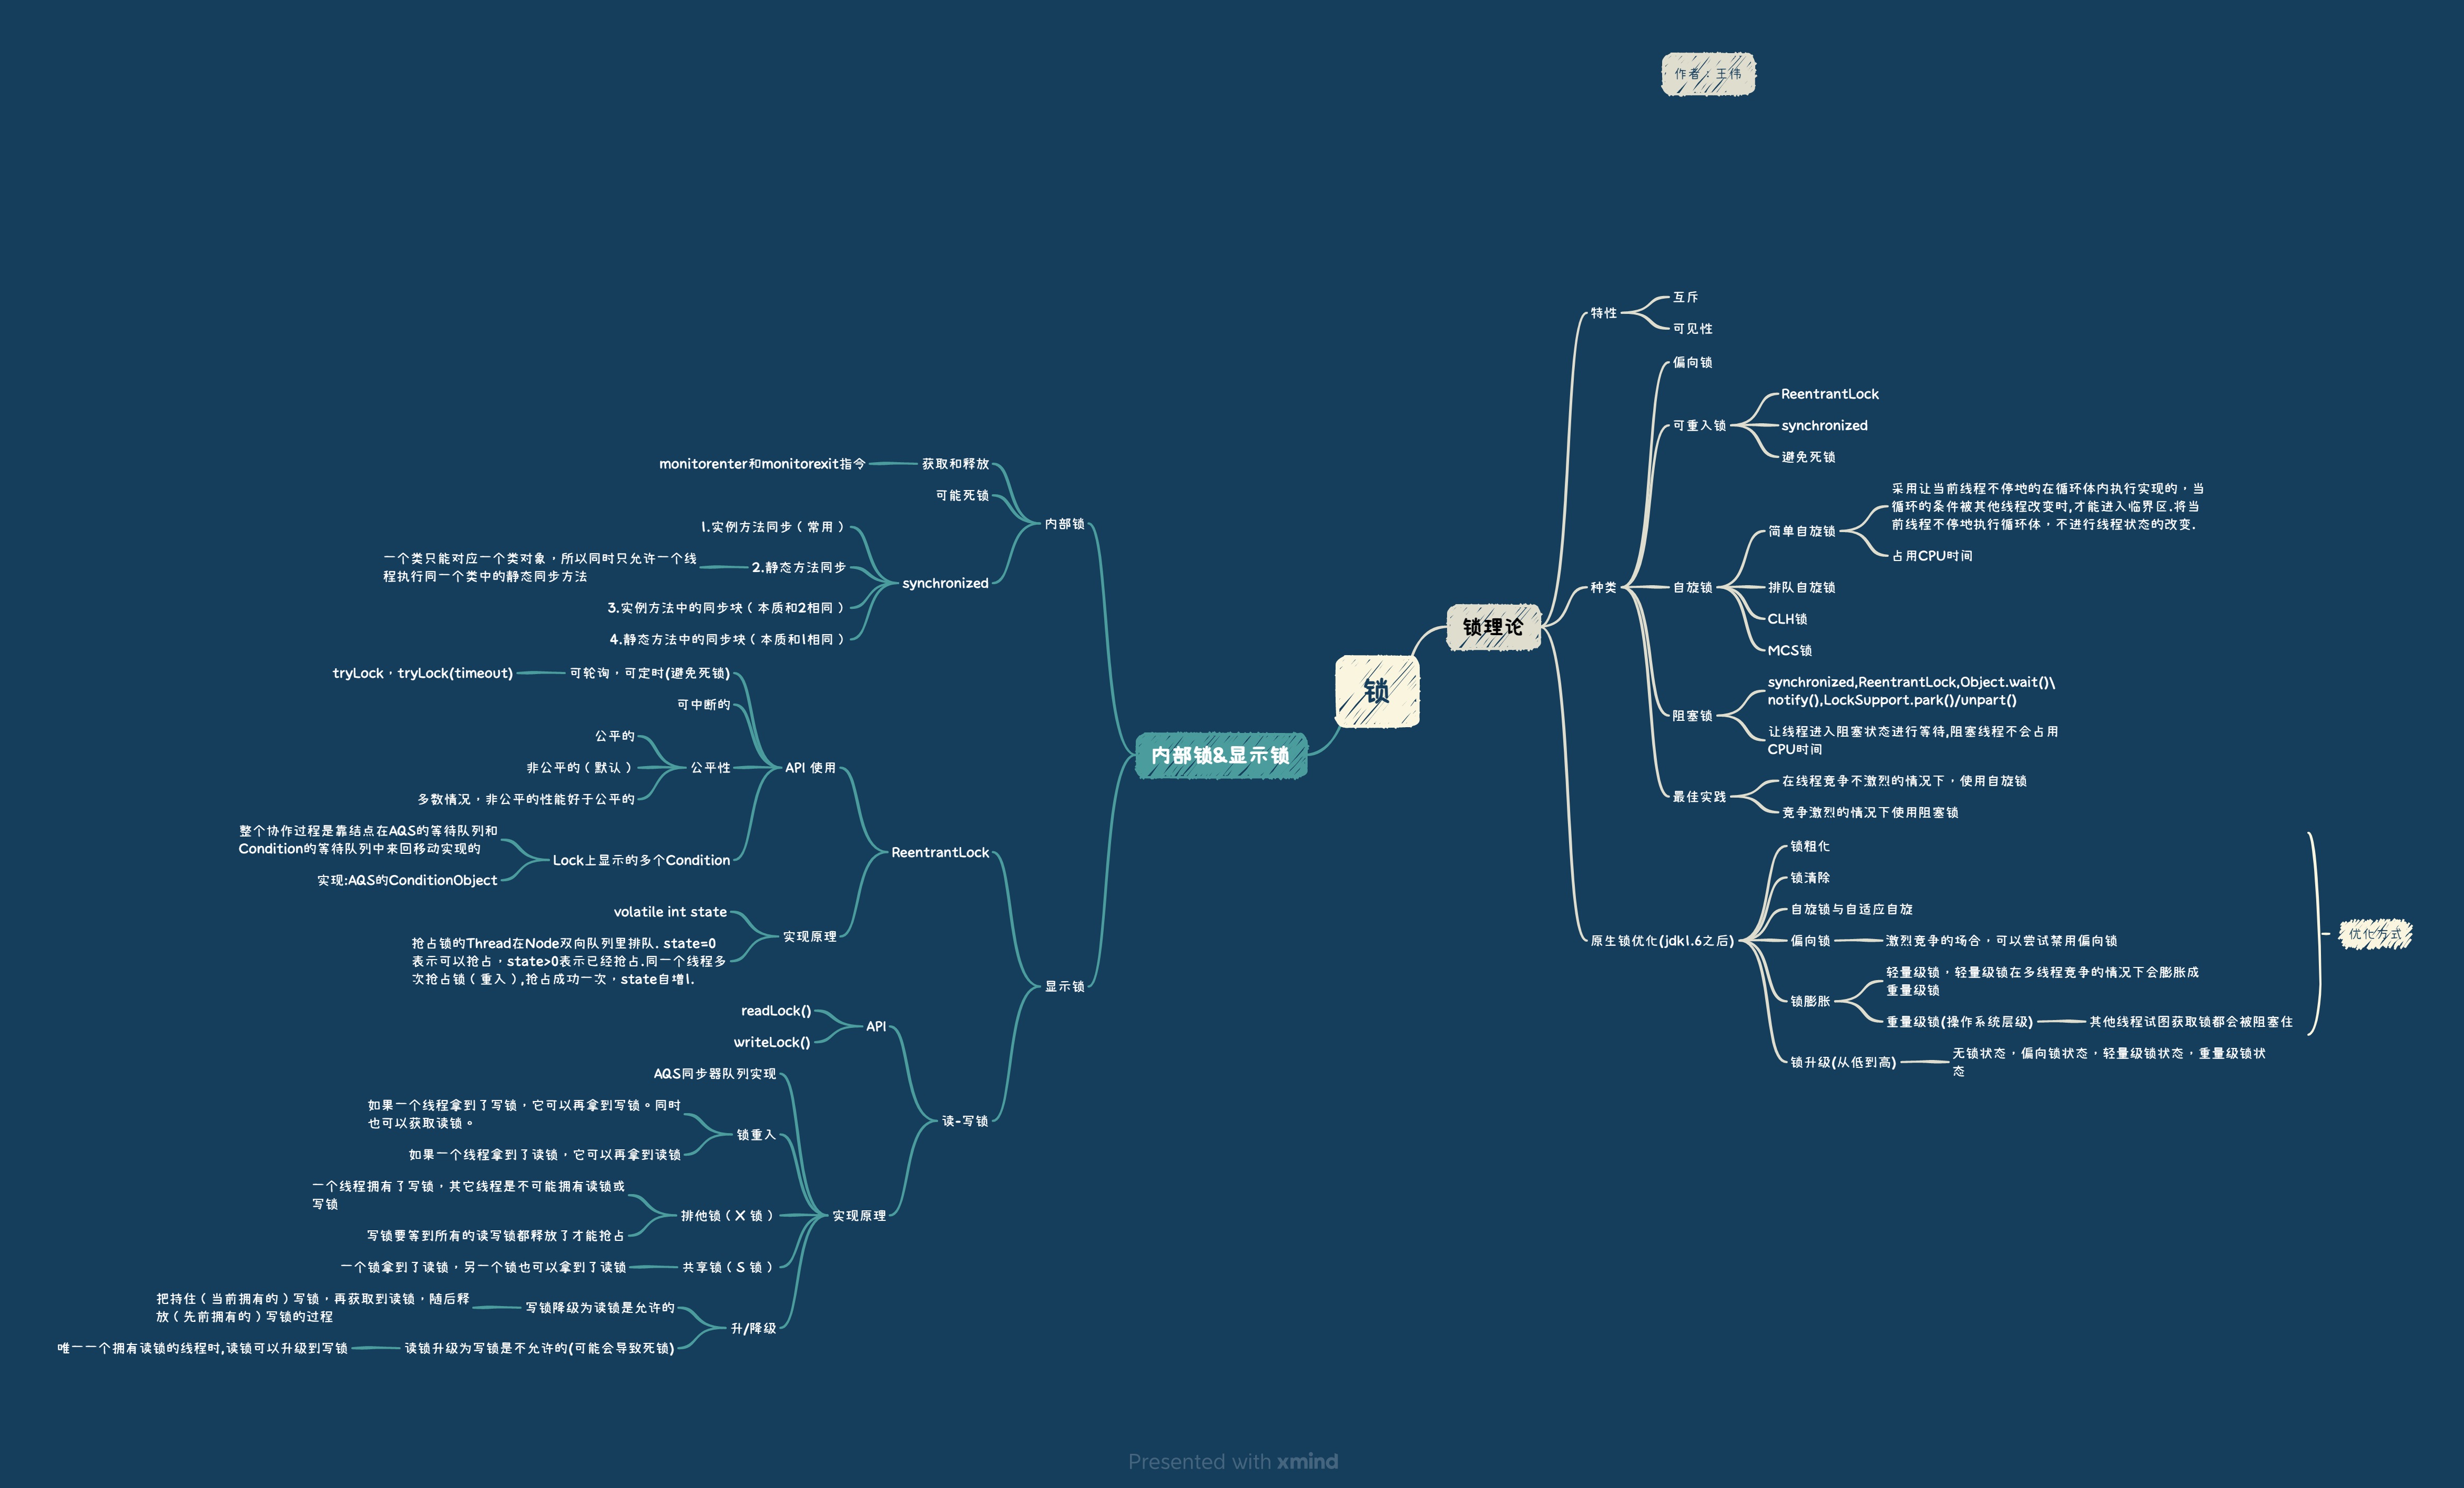 作者：王伟
锁
锁理论
特性
互斥
可见性
种类
偏向锁
可重入锁
ReentrantLock
synchronized
避免死锁
自旋锁
简单自旋锁
采用让当前线程不停地的在循环体内执行实现的，当
循环的条件被其他线程改变时,才能进入临界区.将当
前线程不停地执行循环体，不进行线程状态的改变.
占用CPU时间
排队自旋锁
CLH锁
MCS锁
阻塞锁
synchronized,ReentrantLock,Object.wait()\
notify(),LockSupport.park()/unpart()
让线程进入阻塞状态进行等待,阻塞线程不会占用
CPU时间
最佳实践
在线程竞争不激烈的情况下，使用自旋锁
竞争激烈的情况下使用阻塞锁
原生锁优化(jdk1.6之后)
锁粗化
锁清除
自旋锁与自适应自旋
偏向锁
激烈竞争的场合，可以尝试禁用偏向锁
锁膨胀
轻量级锁，轻量级锁在多线程竞争的情况下会膨胀成
重量级锁
重量级锁(操作系统层级)
其他线程试图获取锁都会被阻塞住
锁升级(从低到高)
无锁状态，偏向锁状态，轻量级锁状态，重量级锁状
态
优化方式
内部锁&显示锁
内部锁
获取和释放
monitorenter和monitorexit指令
可能死锁
synchronized
1.实例方法同步（常用）
2.静态方法同步
一个类只能对应一个类对象，所以同时只允许一个线
程执行同一个类中的静态同步方法
3.实例方法中的同步块（本质和2相同）
4.静态方法中的同步块（本质和1相同）
显示锁
ReentrantLock
API 使用
可轮询，可定时(避免死锁)
tryLock，tryLock(timeout)
可中断的
公平性
公平的
非公平的（默认）
多数情况，非公平的性能好于公平的
Lock上显示的多个Condition
整个协作过程是靠结点在AQS的等待队列和
Condition的等待队列中来回移动实现的
实现:AQS的ConditionObject
实现原理
volatile int state
抢占锁的Thread在Node双向队列里排队. state=0
表示可以抢占，state>0表示已经抢占.同一个线程多
次抢占锁（重入）,抢占成功一次，state自增1.
读-写锁
API
readLock()
writeLock()
实现原理
AQS同步器队列实现
锁重入
如果一个线程拿到了写锁，它可以再拿到写锁。同时
也可以获取读锁。
如果一个线程拿到了读锁，它可以再拿到读锁
排他锁（X 锁）
一个线程拥有了写锁，其它线程是不可能拥有读锁或
写锁
写锁要等到所有的读写锁都释放了才能抢占
共享锁（S 锁）
一个锁拿到了读锁，另一个锁也可以拿到了读锁
升/降级
写锁降级为读锁是允许的
把持住（当前拥有的）写锁，再获取到读锁，随后释
放（先前拥有的）写锁的过程
读锁升级为写锁是不允许的(可能会导致死锁)
唯一一个拥有读锁的线程时,读锁可以升级到写锁
Presented with xmind